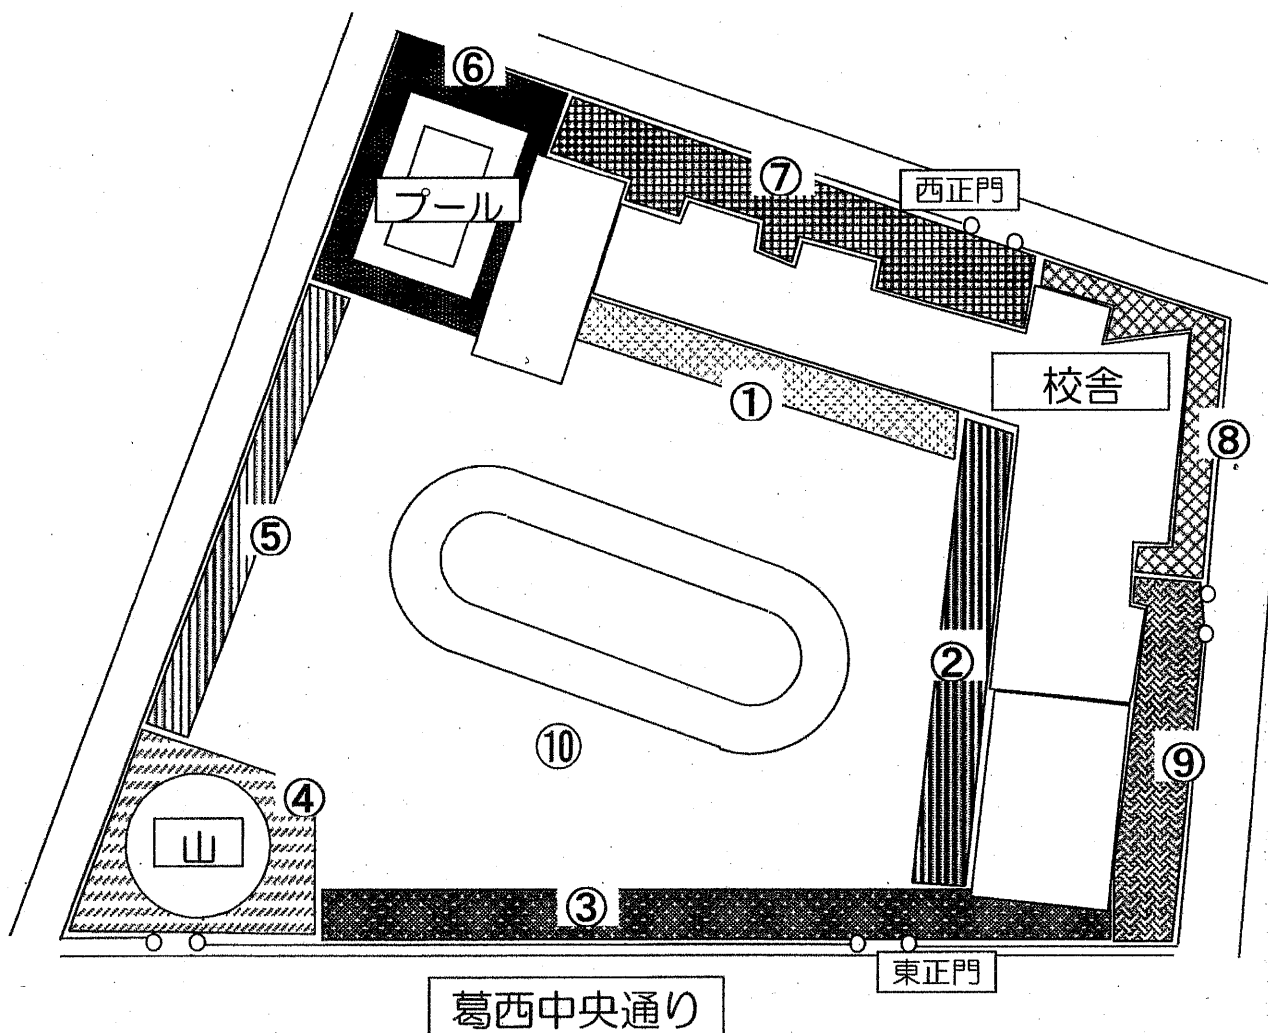 ⑥
⑦
西正門
プール
校舎
①
⑧
⑤
②
⑩
⑨
④
山
③
東正門
葛西中央通り